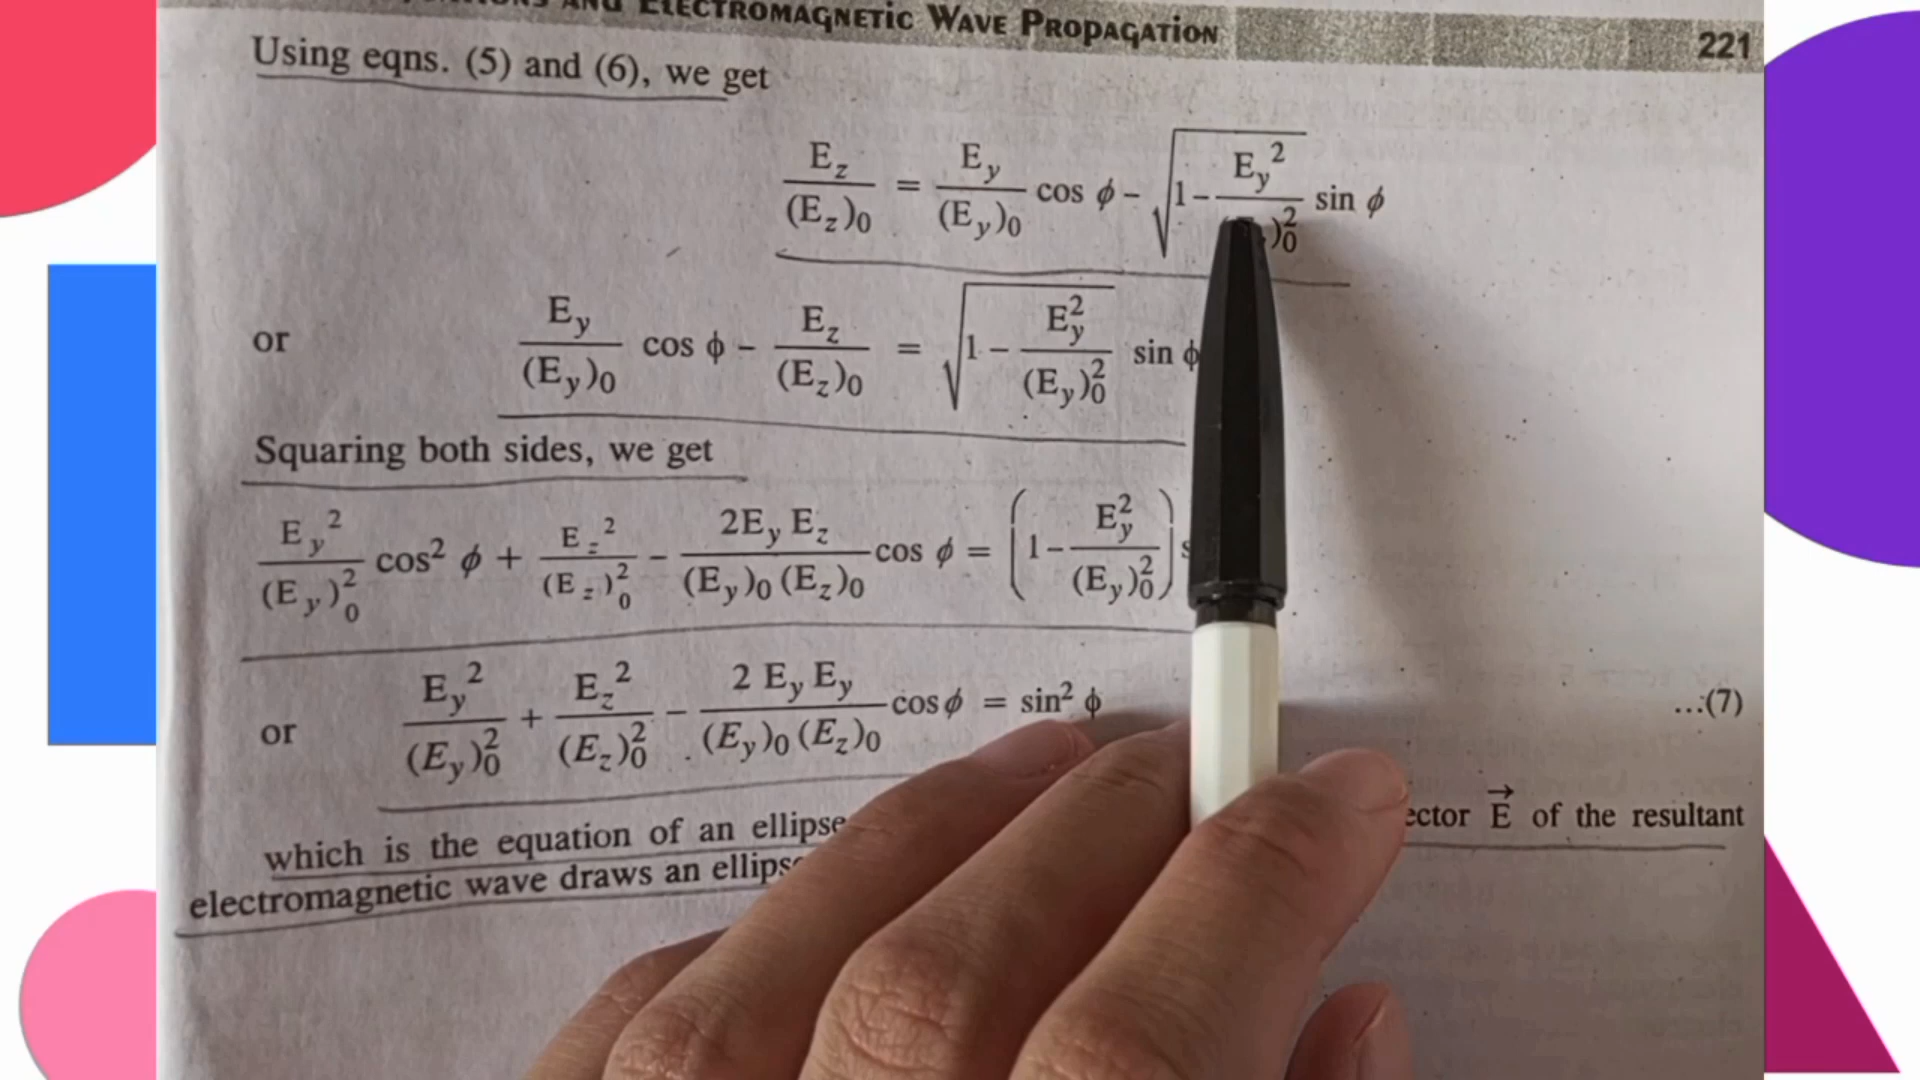 AND ELECTROMAGNETIC WAVE PROPAGATION 221
Using eqns. (5) and (6), we get
E_z/(E_z)_0 = E_y/(E_y)_0 cos ϕ − √(1 − E_y^2/( )_0^2) sin ϕ
or E_y/(E_y)_0 cos ϕ − E_z/(E_z)_0 = √(1 − E_y^2/(E_y)_0^2) sin ϕ
Squaring both sides, we get
E_y^2/(E_y)_0^2 cos^2 ϕ + E_z^2/(E_z)_0^2 − 2E_y E_z/(E_y)_0 (E_z)_0 cos ϕ = (1 − E_y^2/(E_y)_0^2)
or E_y^2/(E_y)_0^2 + E_z^2/(E_z)_0^2 − 2 E_y E_y/(E_y)_0 (E_z)_0 cos ϕ = sin^2 ϕ ...(7)
which is the equation of an ellipse E⃗ of the resultant
electromagnetic wave draws an